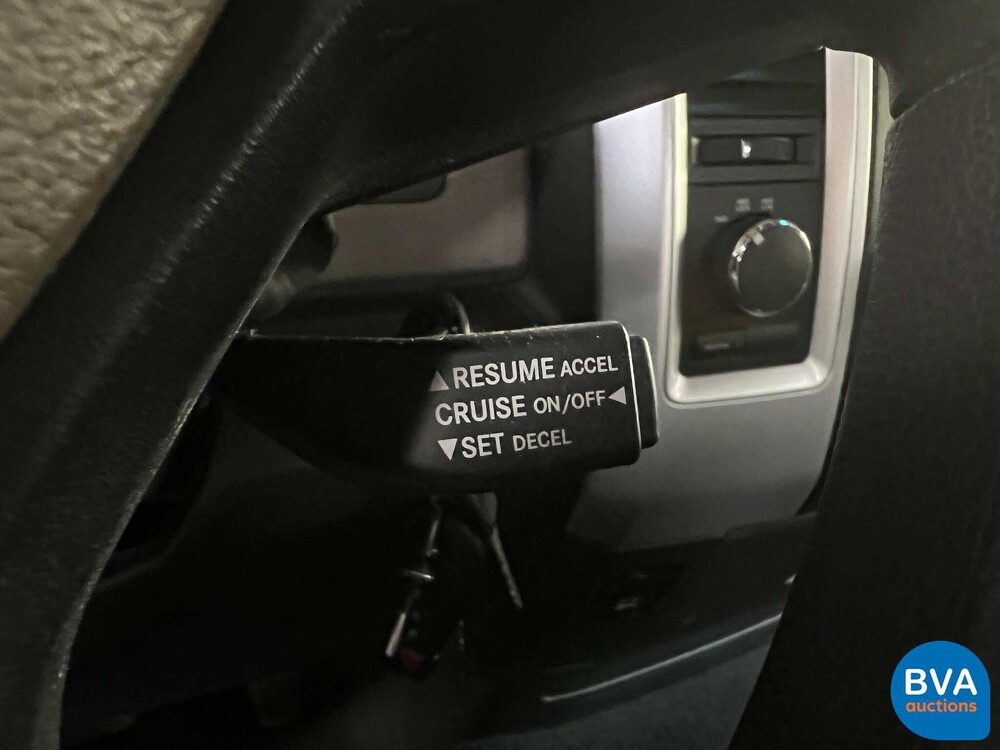 ▲RESUME ACCEL
CRUISE ON/OFF◀
▼SET DECEL
BVA
auctions